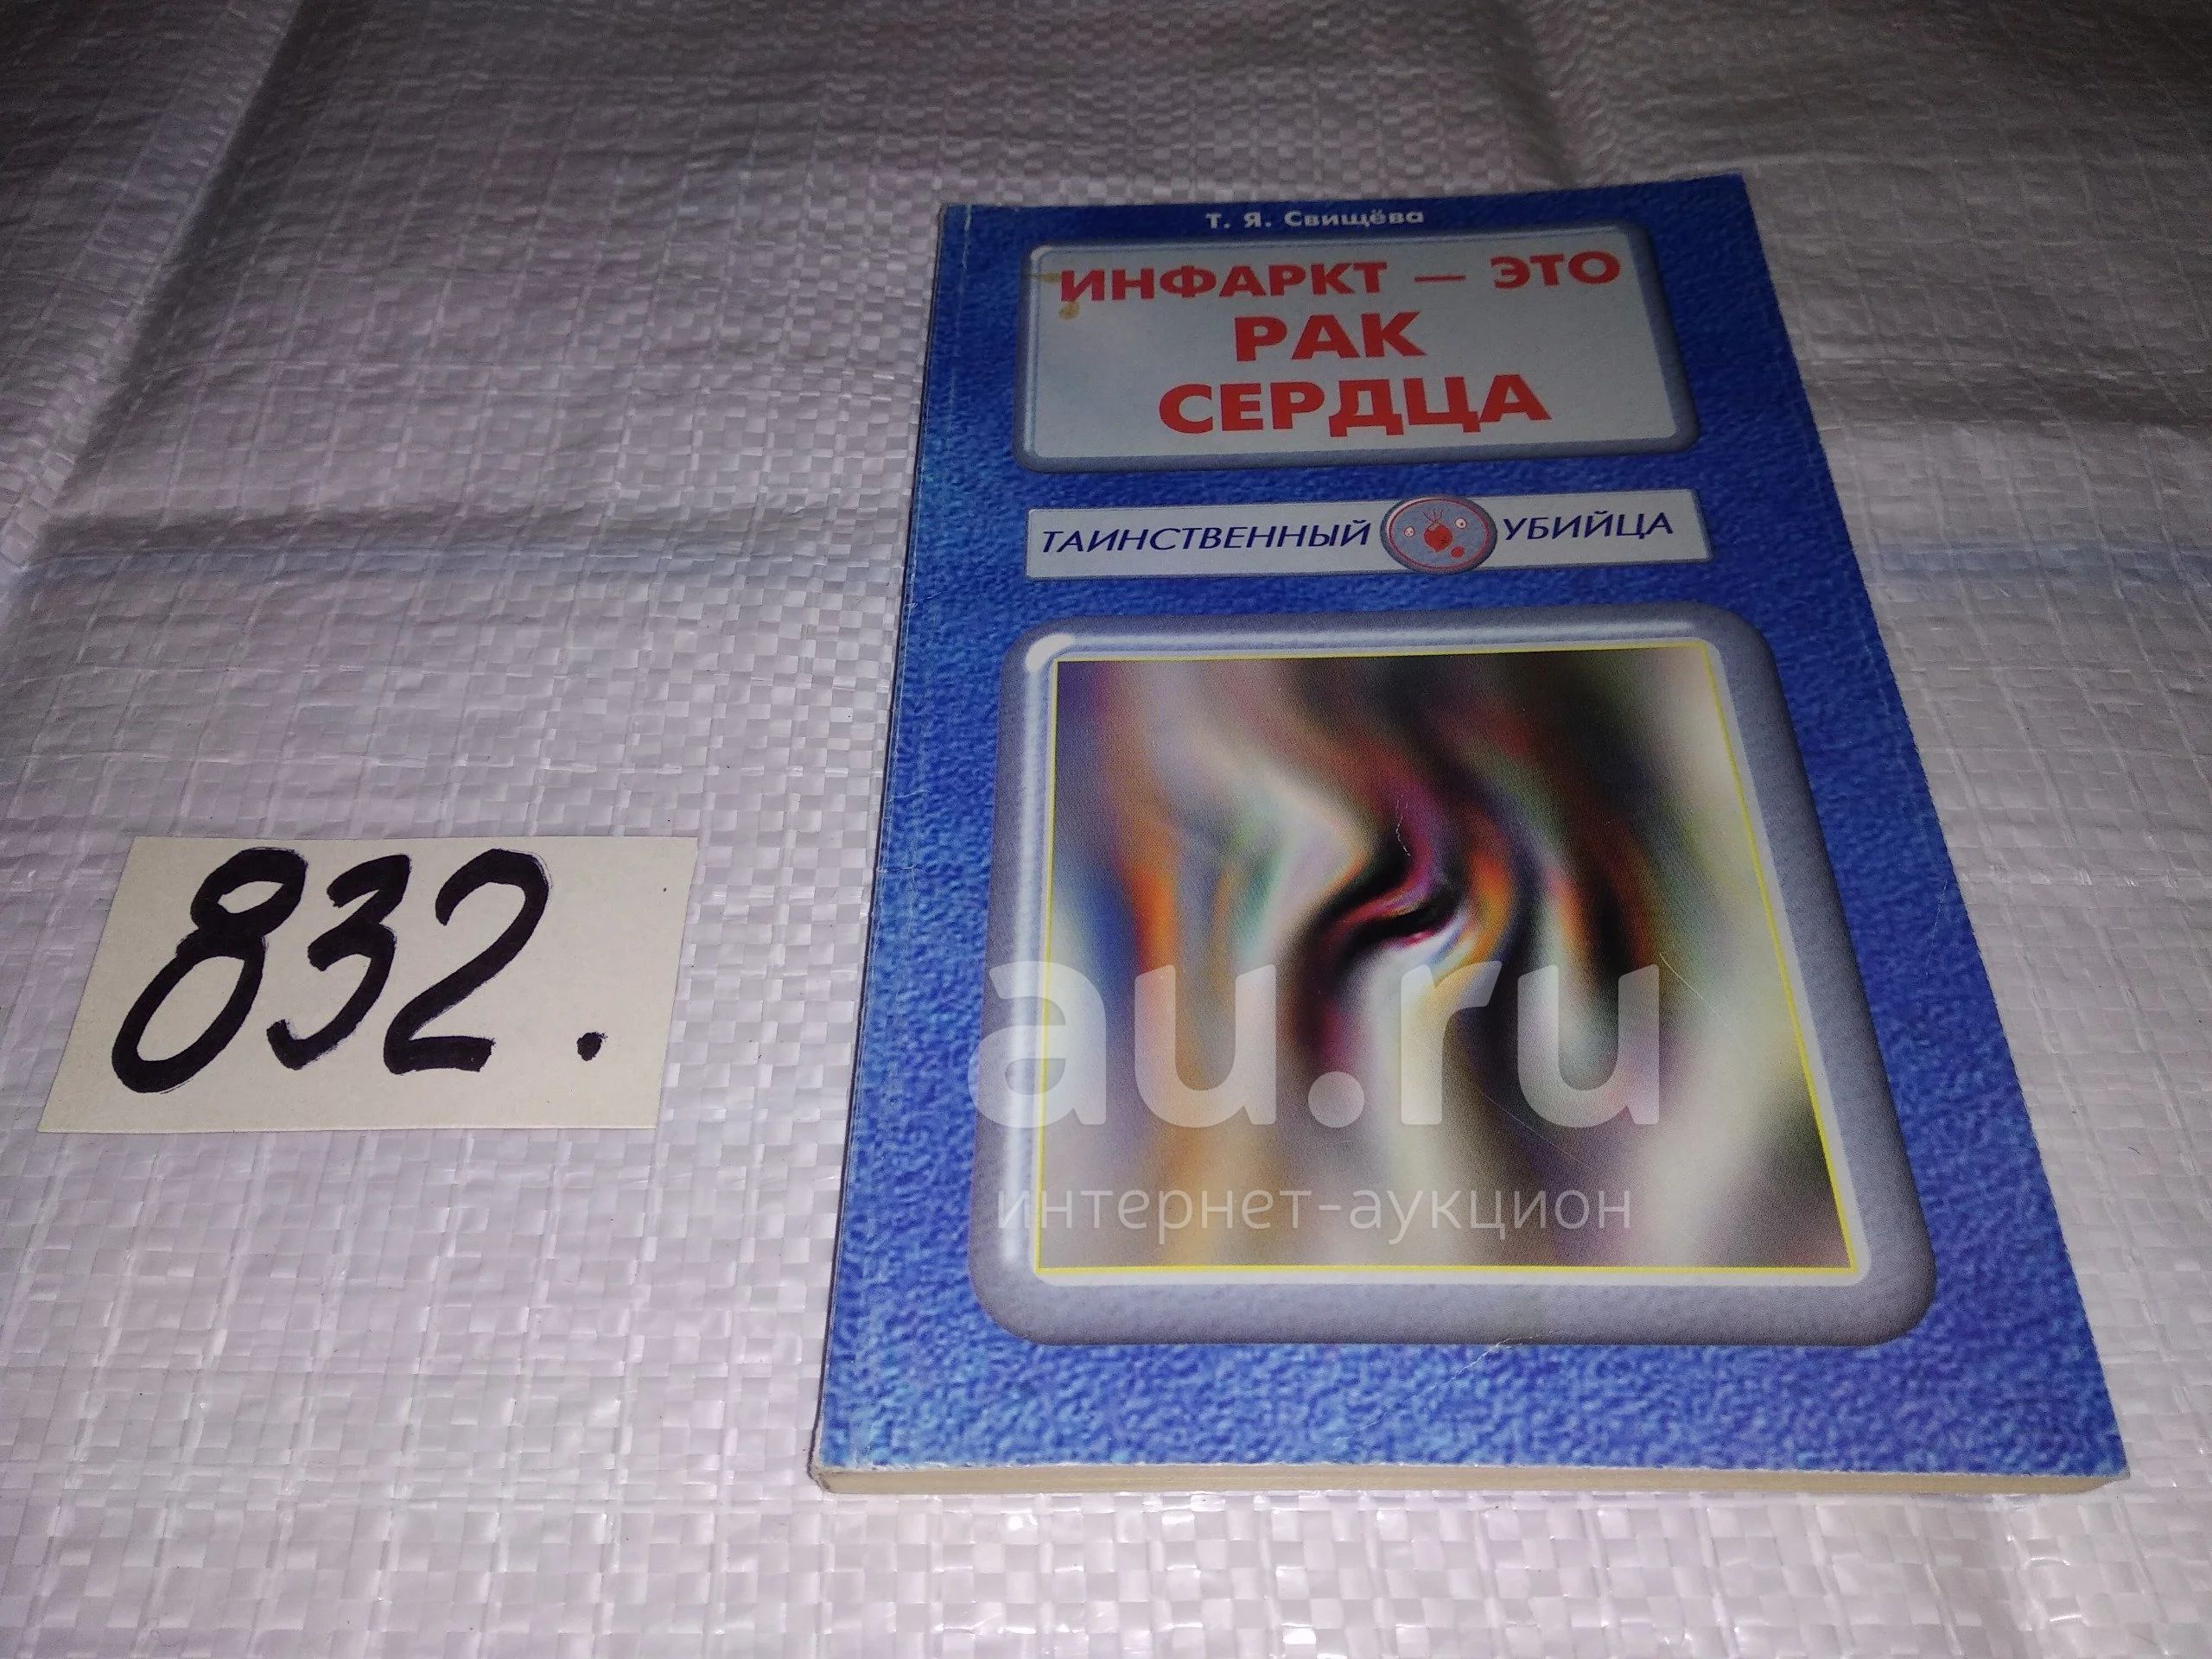 Т. Я. Свищёва
ИНФАРКТ — ЭТО
РАК
СЕРДЦА
ТАИНСТВЕННЫЙ УБИЙЦА
832.
au.ru
интернет-аукцион